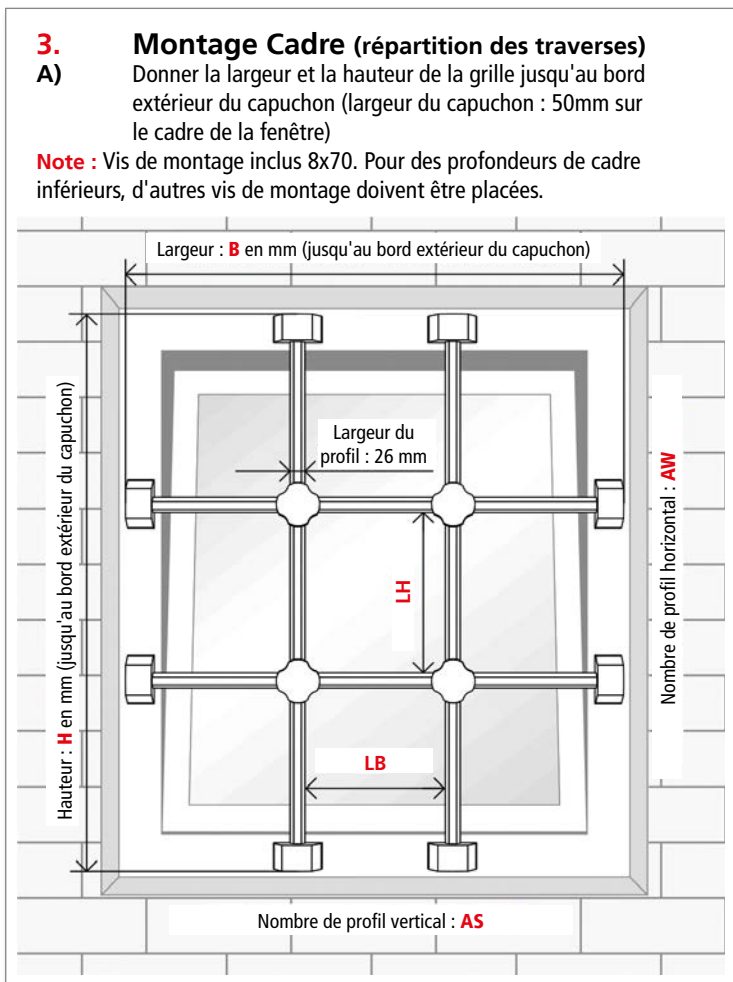 3. Montage Cadre (répartition des traverses)
A) Donner la largeur et la hauteur de la grille jusqu'au bord
extérieur du capuchon (largeur du capuchon : 50mm sur
le cadre de la fenêtre)
Note : Vis de montage inclus 8x70. Pour des profondeurs de cadre
inférieurs, d'autres vis de montage doivent être placées.
Largeur : B en mm (jusqu'au bord extérieur du capuchon)
Hauteur : H en mm (jusqu'au bord extérieur du capuchon)
Largeur du
profil : 26 mm
LH
LB
Nombre de profil horizontal : AW
Nombre de profil vertical : AS